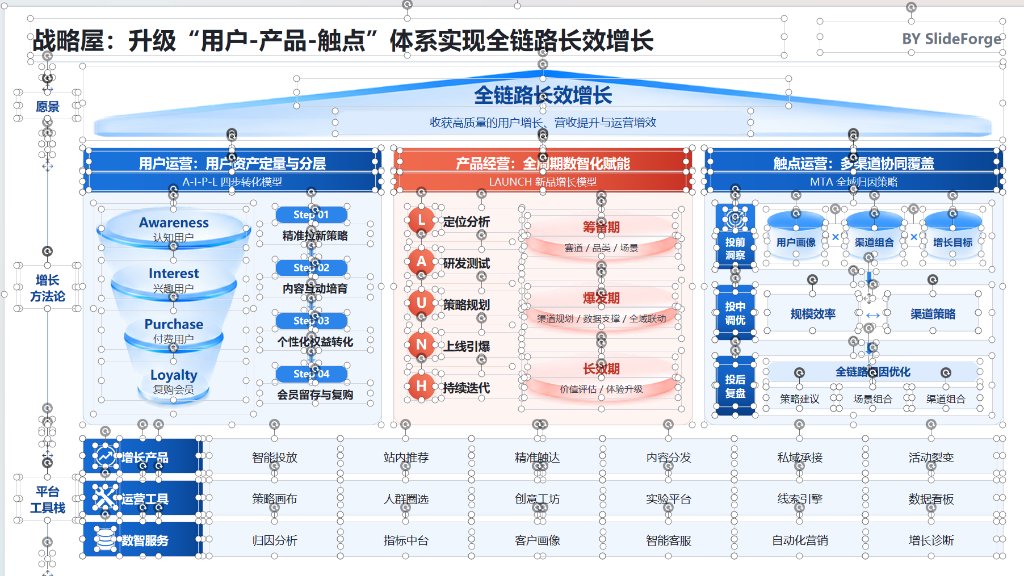 战略屋：升级“用户-产品-触点”体系实现全链路长效增长
BY SlideForge
愿景
全链路长效增长
收获高质量的用户增长、营收提升与运营增效
增长
方法论
用户运营：用户资产定量与分层
A-I-P-L 四步转化模型
Awareness
认知用户
Interest
兴趣用户
Purchase
付费用户
Loyalty
复购会员
Step 01
精准拉新策略
Step 02
内容互动培育
Step 03
个性化权益转化
Step 04
会员留存与复购
产品经营：全周期数智化赋能
LAUNCH 新品增长模型
L 定位分析
A 研发测试
U 策略规划
N 上线引爆
H 持续迭代
筹备期
赛道 / 品类 / 场景
爆发期
渠道规划 / 数据支撑 / 全域联动
长效期
价值评估 / 体验升级
触点运营：多渠道协同覆盖
MTA 全域归因策略
投前
洞察
用户画像 × 渠道组合 × 增长目标
投中
调优
规模效率 ↔ 渠道策略
投后
复盘
全链路归因优化
策略建议 场景组合 渠道组合
平台
工具栈
增长产品 智能投放 站内推荐 精准触达 内容分发 私域承接 活动裂变
运营工具 策略画布 人群圈选 创意工坊 实验平台 线索引擎 数据看板
数智服务 归因分析 指标中台 客户画像 智能客服 自动化营销 增长诊断